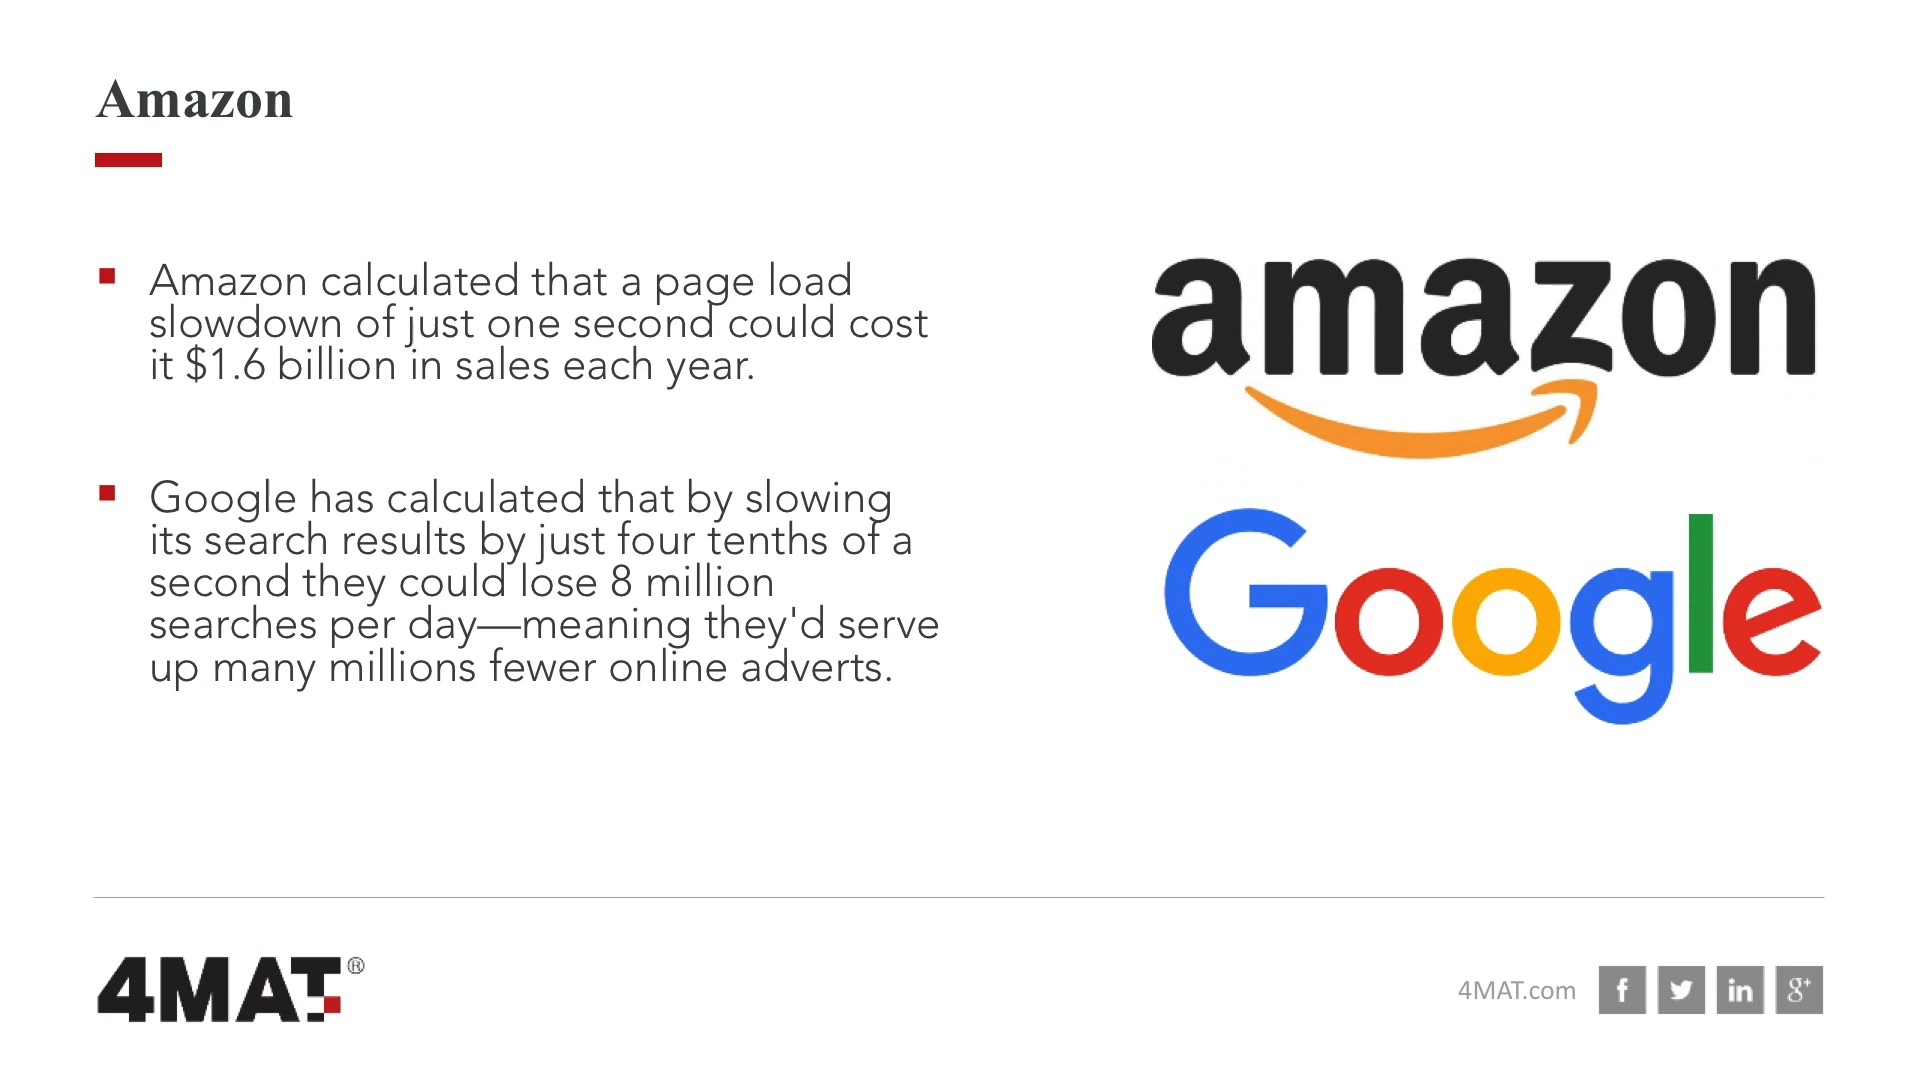 Amazon
Amazon calculated that a page load
slowdown of just one second could cost
it $1.6 billion in sales each year.
Google has calculated that by slowing
its search results by just four tenths of a
second they could lose 8 million
searches per day—meaning they'd serve
up many millions fewer online adverts.
amazon
Google
4MAT®
4MAT.com
f
in
g+